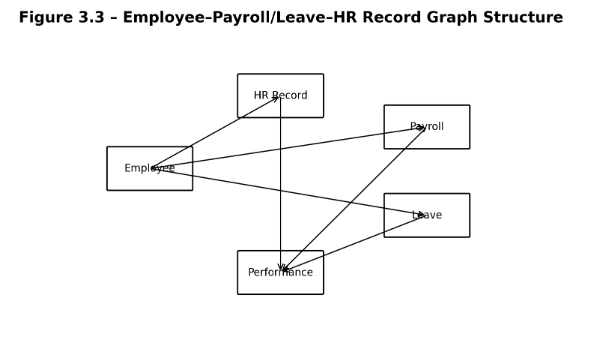 Figure 3.3 – Employee–Payroll/Leave–HR Record Graph Structure
HR Record
Payroll
Employee
Leave
Performance